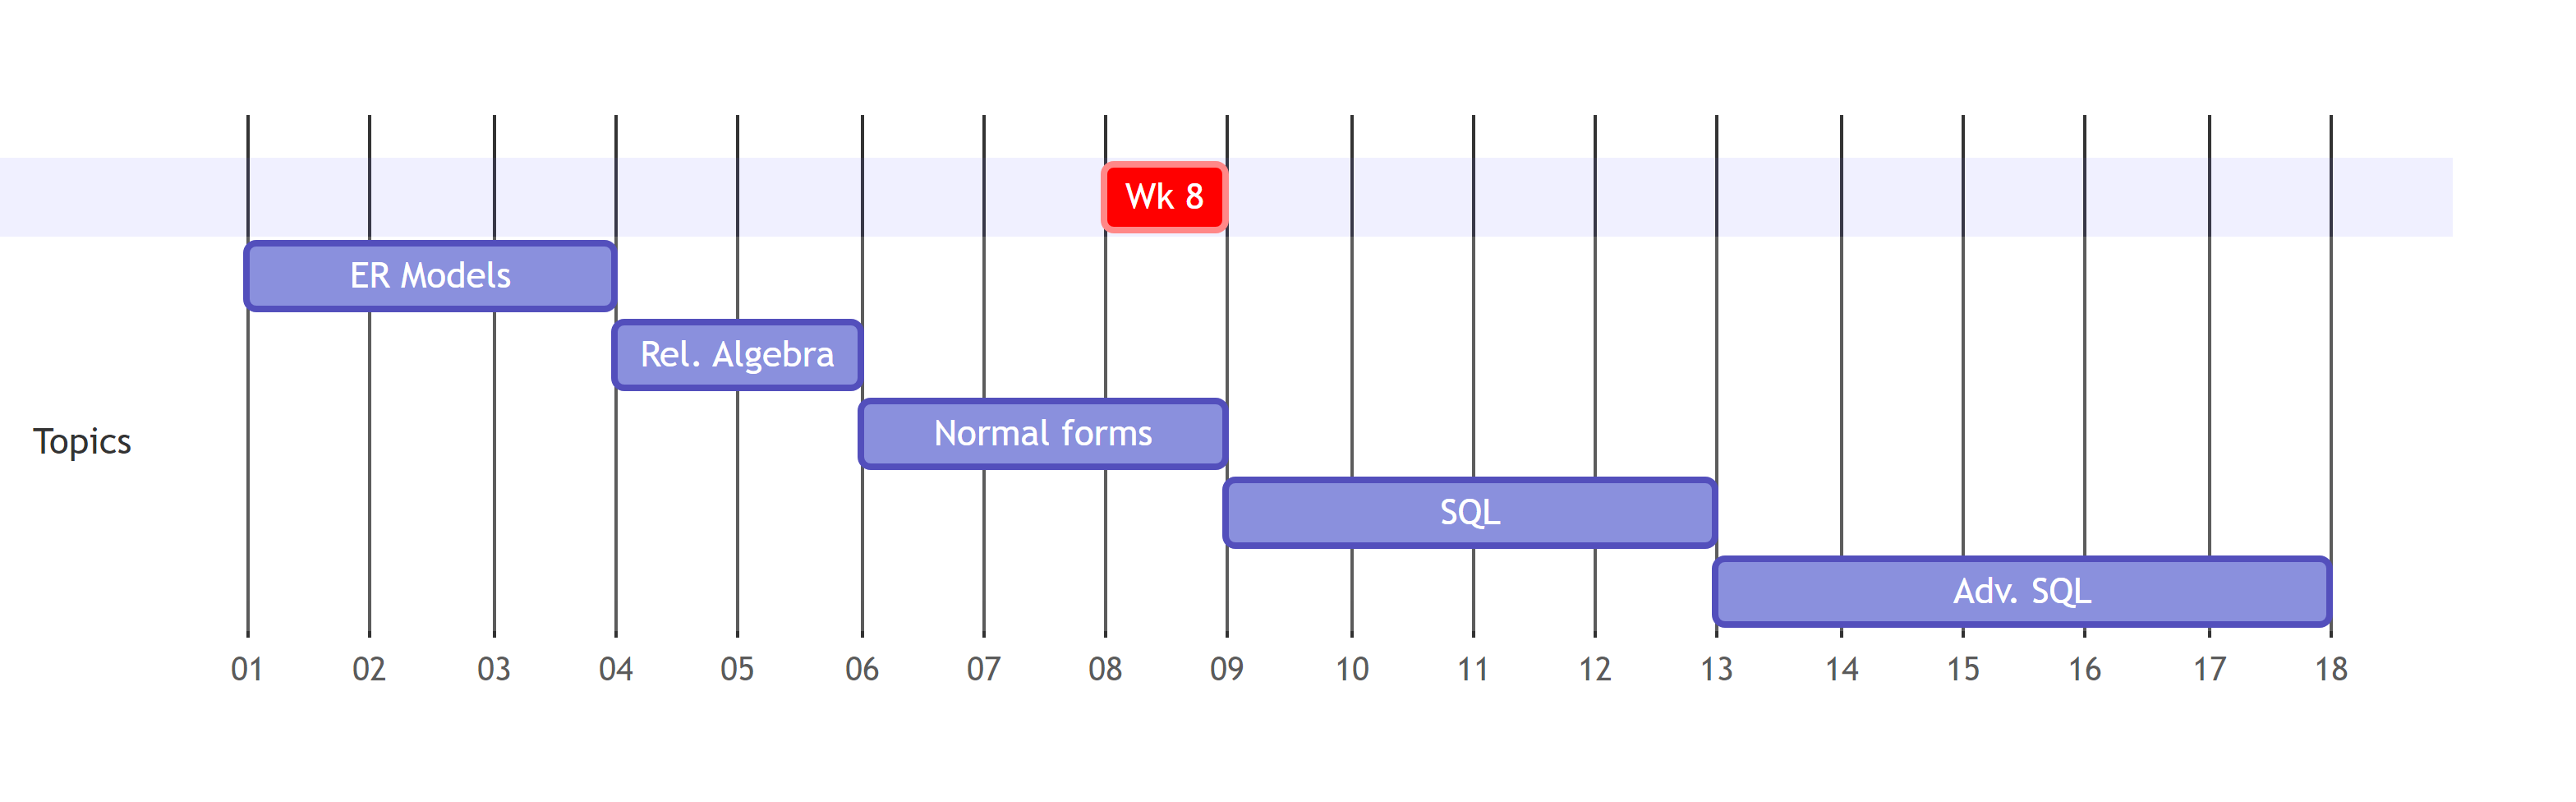 Wk 8
ER Models
Rel. Algebra
Normal forms
Topics
SQL
Adv. SQL
01 02 03 04 05 06 07 08 09 10 11 12 13 14 15 16 17 18